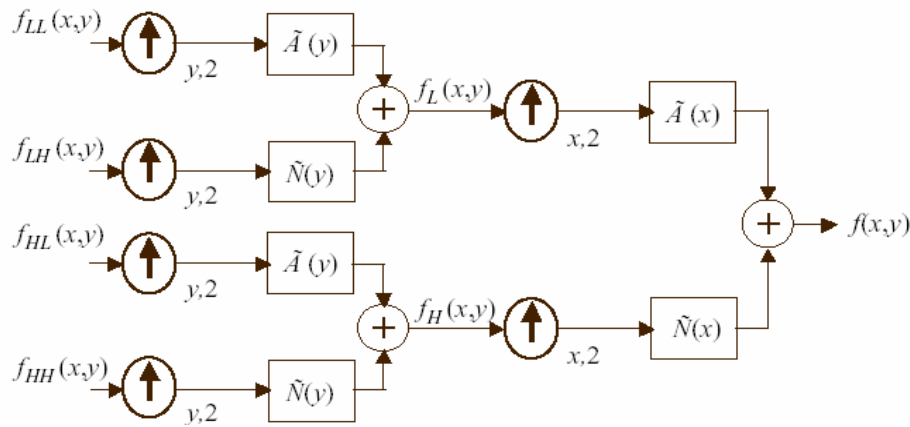 f_LL(x,y)
y,2
Ã(y)
+
f_L(x,y)
x,2
Ã(x)
f_LH(x,y)
y,2
Ñ(y)
+
f(x,y)
f_HL(x,y)
y,2
Ã(y)
+
f_H(x,y)
x,2
Ñ(x)
f_HH(x,y)
y,2
Ñ(y)